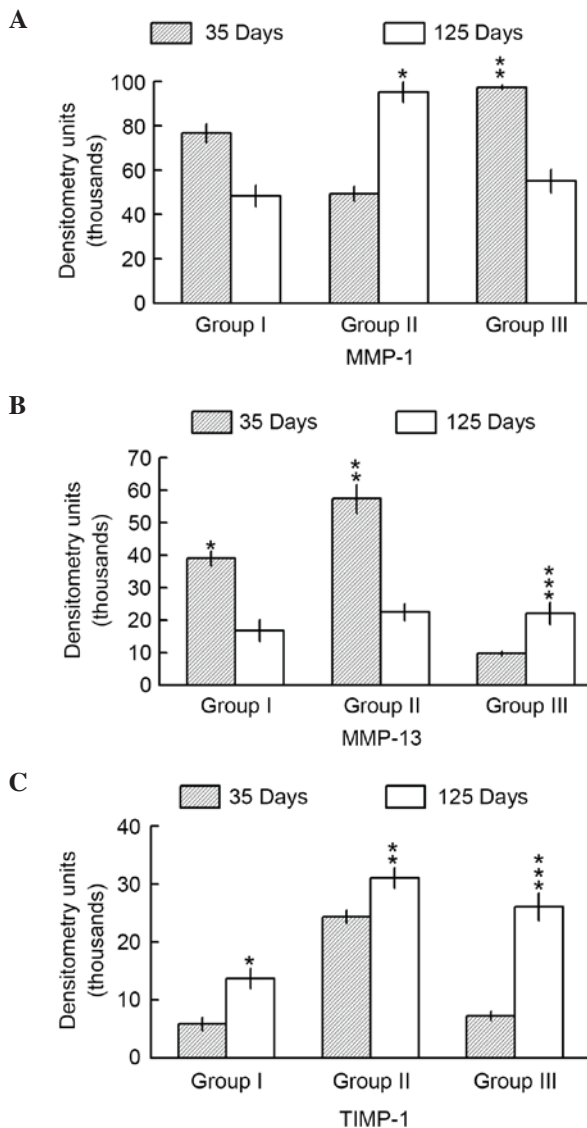 A
35 Days 125 Days
Densitometry units
(thousands)
100
80
60
40
20
0
*
**
Group I Group II Group III
MMP-1
B
35 Days 125 Days
Densitometry units
(thousands)
70
60
50
40
30
20
10
0
*
**
***
Group I Group II Group III
MMP-13
C
35 Days 125 Days
Densitometry units
(thousands)
40
30
20
10
0
*
**
***
Group I Group II Group III
TIMP-1